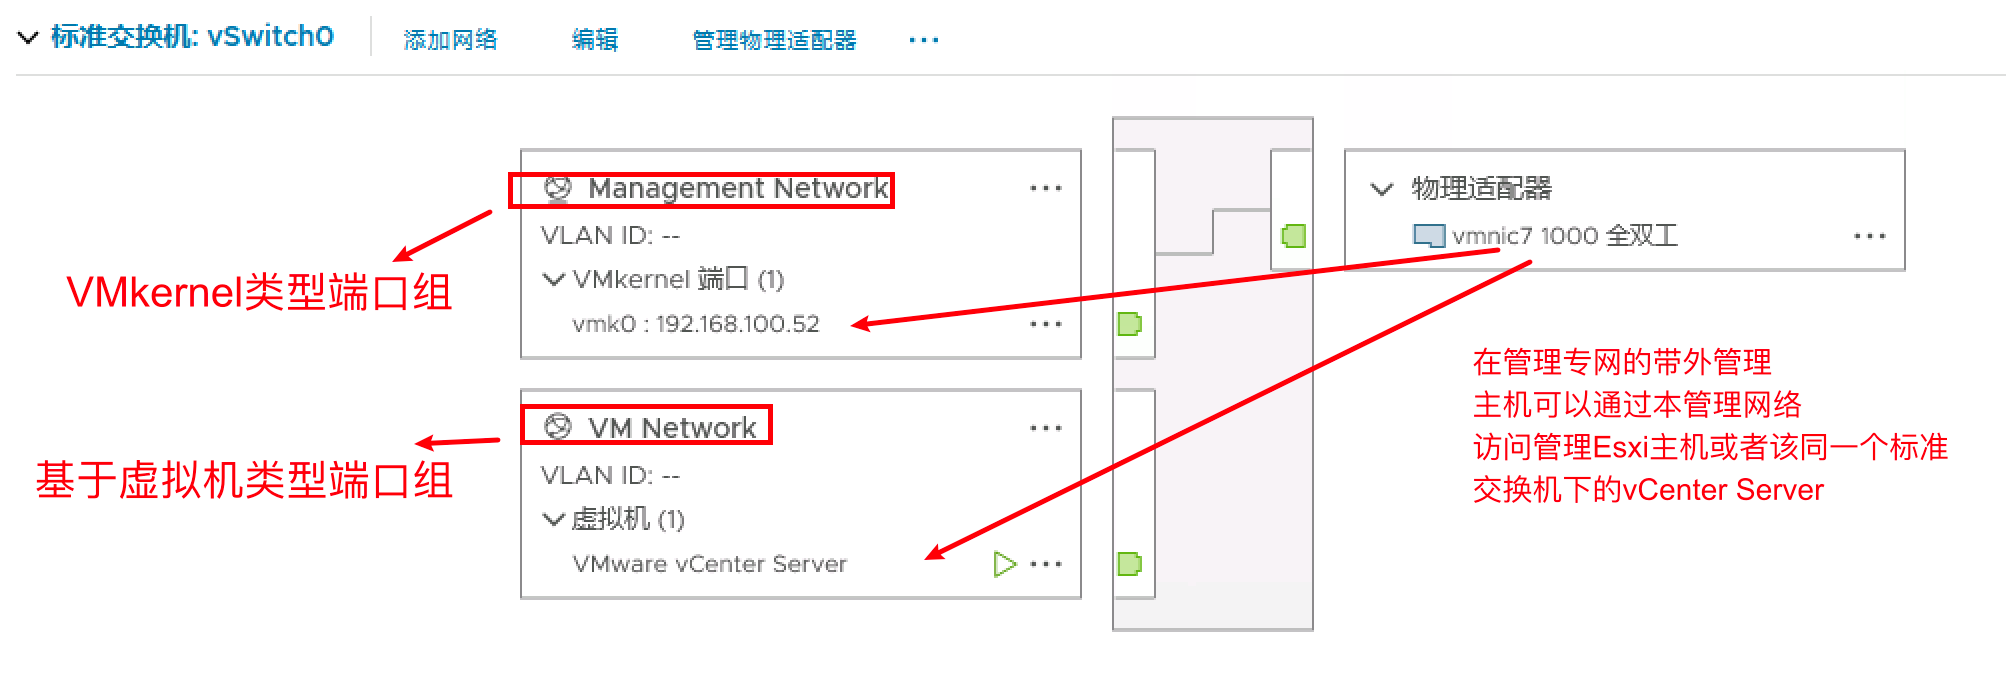 标准交换机: vSwitch0
添加网络
编辑
管理物理适配器
Management Network
VLAN ID: --
VMkernel 端口 (1)
vmk0 : 192.168.100.52
VMkernel类型端口组
VM Network
VLAN ID: --
虚拟机 (1)
VMware vCenter Server
基于虚拟机类型端口组
物理适配器
vmnic7 1000 全双工
在管理专网的带外管理
主机可以通过本管理网络
访问管理Esxi主机或者该同一个标准
交换机下的vCenter Server